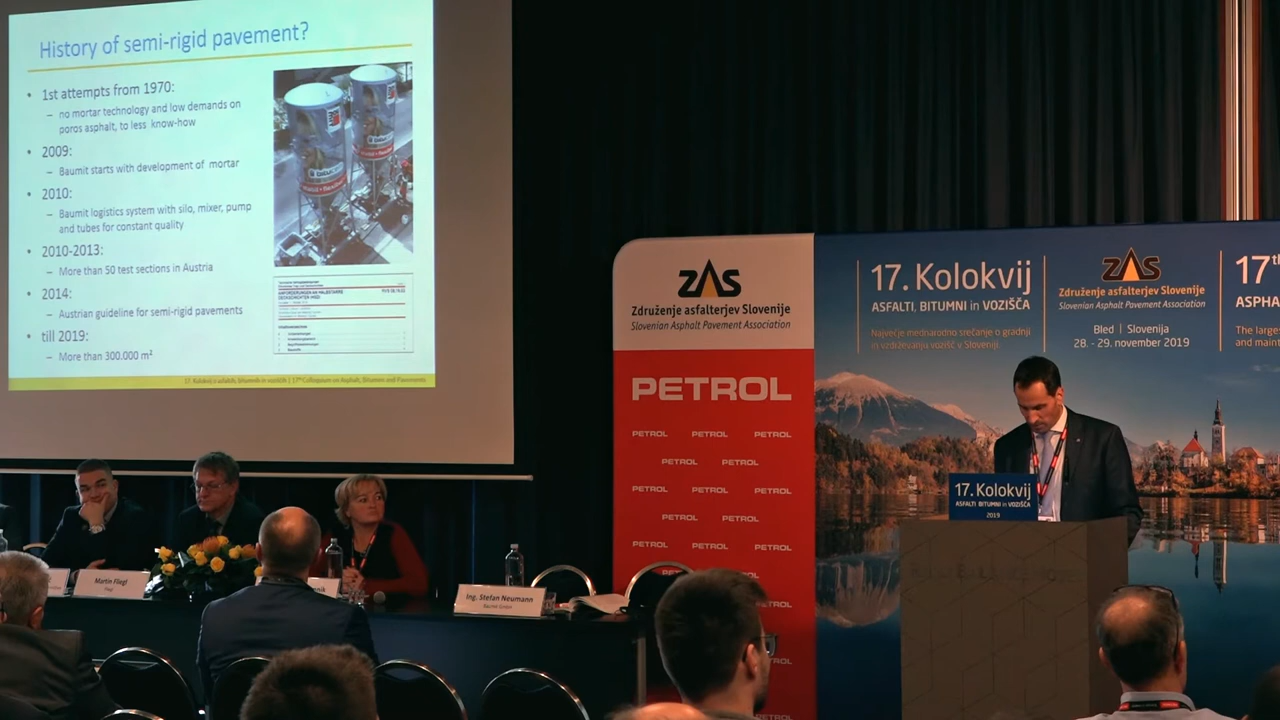 History of semi-rigid pavement?
• 1st attempts from 1970:
– no mortar technology and low demands on
poros asphalt, to less know-how
• 2009:
– Baumit starts with development of mortar
• 2010:
– Baumit logistics system with silo, mixer, pump
and tubes for constant quality
• 2010-2013:
– More than 50 test sections in Austria
• 2014:
– Austrian guideline for semi-rigid pavements
• till 2019:
– More than 300.000 m²
17. Kolokvij o asfaltih, bitumnih in voziščih | 17th Colloquium on Asphalt, Bitumen and Pavements
ZAS
Združenje asfalterjev Slovenije
Slovenian Asphalt Pavement Association
PETROL
PETROL PETROL PETROL
PETROL PETROL
PETROL PETROL PETROL
PETROL PETROL
PETROL PETROL PETROL
17. Kolokvij
ASFALTI, BITUMNI in VOZIŠČA
Največje mednarodno srečanje o gradnji
in vzdrževanju vozišč v Sloveniji.
ZAS
Združenje asfalterjev Slovenije
Slovenian Asphalt Pavement Association
Bled | Slovenija
28. - 29. november 2019
17th
ASPHA
The larges
and maint
17. Kolokvij
ASFALTI BITUMNI in VOZIŠČA
2019
Martin Fliegl
Ing. Stefan Neumann